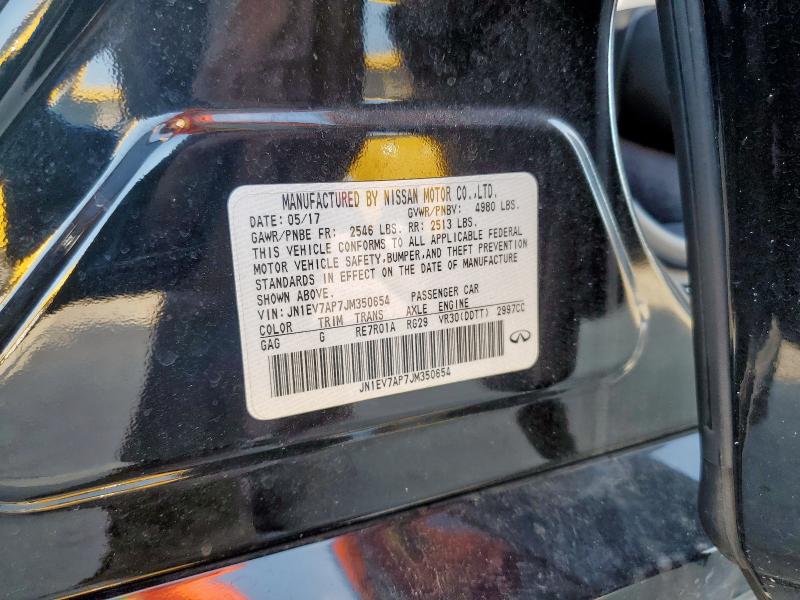 MANUFACTURED BY NISSAN MOTOR CO.,LTD.
DATE: 05/17 GVWR/PNBV: 4980 LBS.
GAWR/PNBE FR: 2546 LBS. RR: 2513 LBS.
THIS VEHICLE CONFORMS TO ALL APPLICABLE FEDERAL
MOTOR VEHICLE SAFETY,BUMPER,AND THEFT PREVENTION
STANDARDS IN EFFECT ON THE DATE OF MANUFACTURE
SHOWN ABOVE.
VIN: JN1EV7AP7JM350654 PASSENGER CAR
COLOR TRIM TRANS AXLE ENGINE
GAG G RE7R01A RG29 VR30(DDTT) 2997CC
JN1EV7AP7JM350654